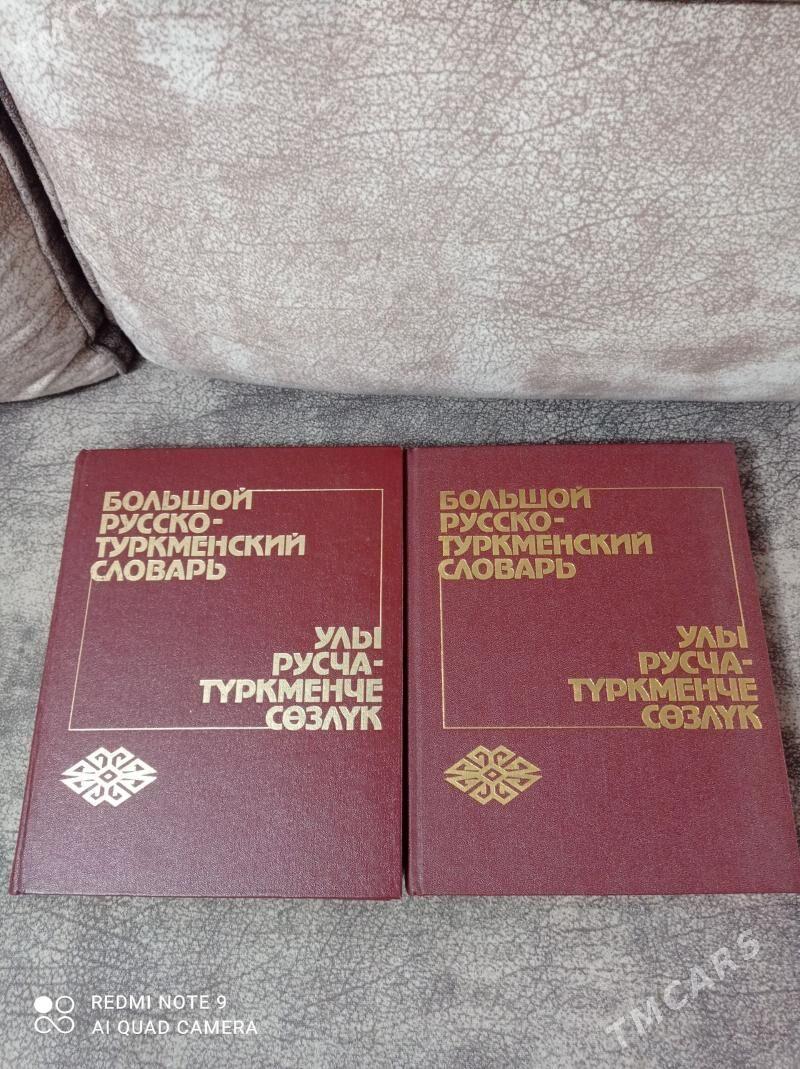 БОЛЬШОЙ
РУССКО-
ТУРКМЕНСКИЙ
СЛОВАРЬ
УЛЫ
РУСЧА-
ТҮРКМЕНЧЕ
СӨЗЛҮК
БОЛЬШОЙ
РУССКО-
ТУРКМЕНСКИЙ
СЛОВАРЬ
УЛЫ
РУСЧА-
ТҮРКМЕНЧЕ
СӨЗЛҮК
REDMI NOTE 9
AI QUAD CAMERA
TMCARS